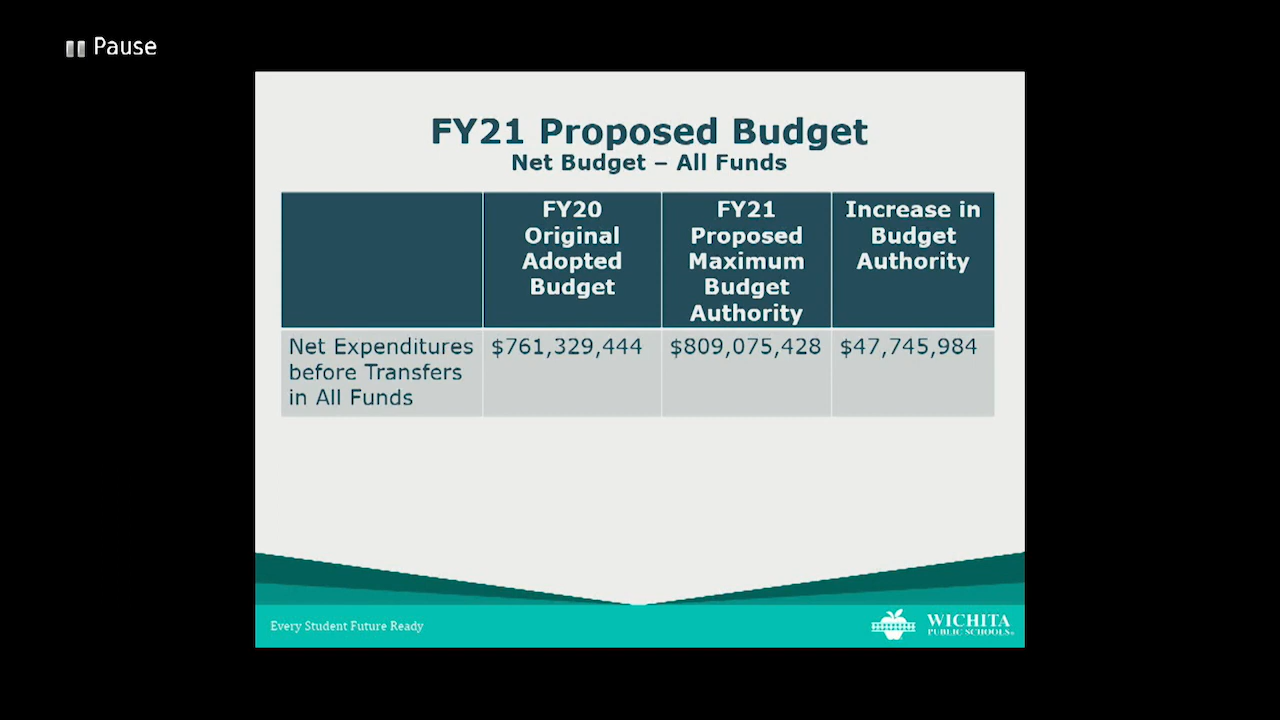 Pause
FY21 Proposed Budget
Net Budget – All Funds
FY20
Original
Adopted
Budget
FY21
Proposed
Maximum
Budget
Authority
Increase in
Budget
Authority
Net Expenditures
before Transfers
in All Funds
$761,329,444
$809,075,428
$47,745,984
Every Student Future Ready
WICHITA
PUBLIC SCHOOLS®